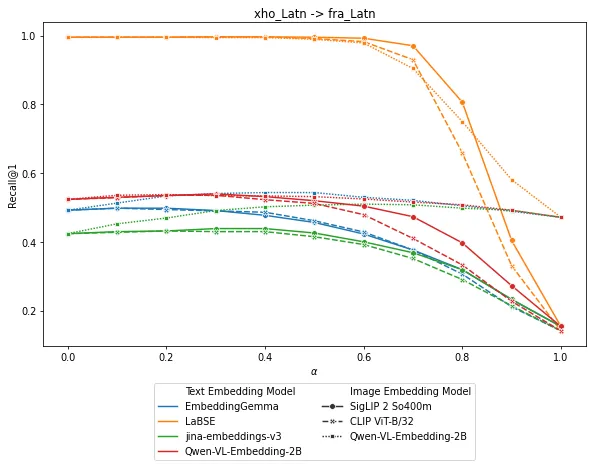 xho_Latn -> fra_Latn
Recall@1
1.0
0.8
0.6
0.4
0.2
0.0 0.2 0.4 0.6 0.8 1.0
α
Text Embedding Model
EmbeddingGemma
LaBSE
jina-embeddings-v3
Qwen-VL-Embedding-2B
Image Embedding Model
SigLIP 2 So400m
CLIP ViT-B/32
Qwen-VL-Embedding-2B